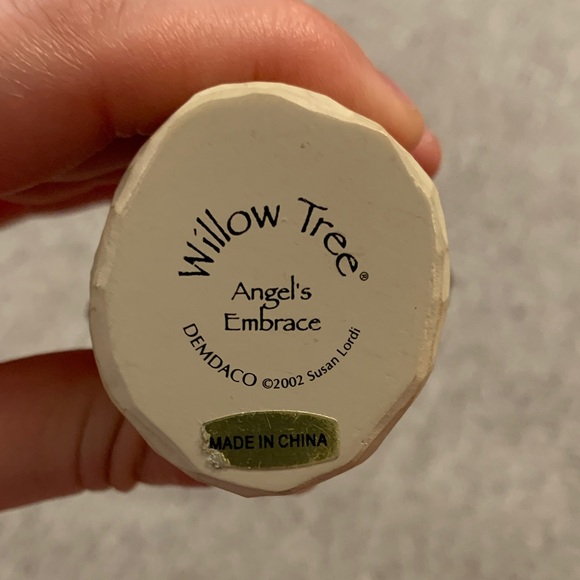 Willow Tree®
Angel's
Embrace
DEMDACO ©2002 Susan Lordi
MADE IN CHINA